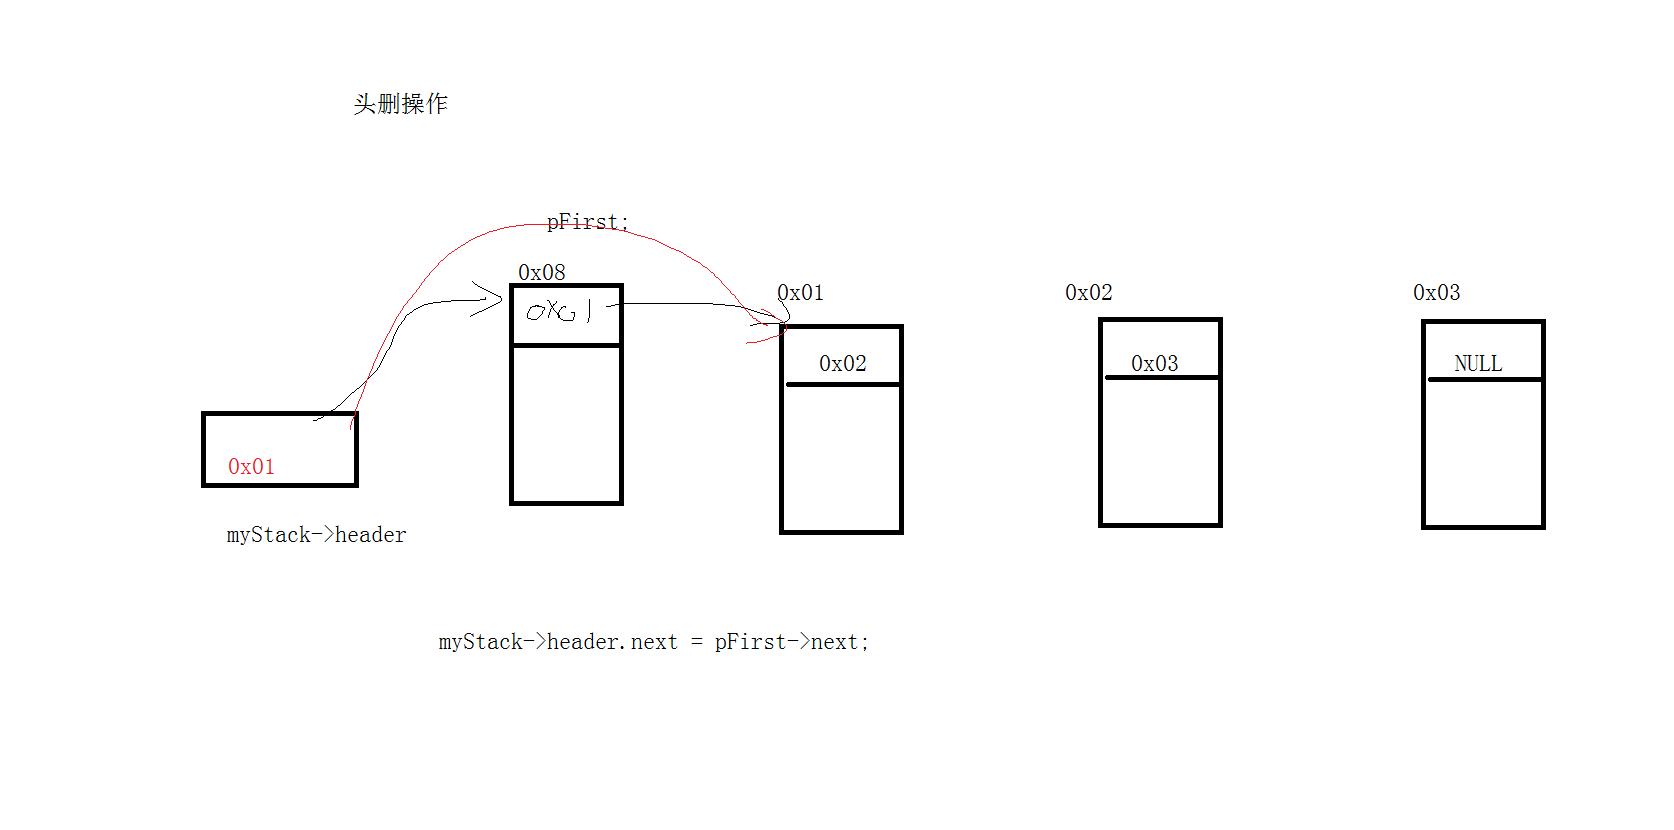 头删操作
pFirst;
0x08
0x01
0x02
0x03
0x01
0x02
0x03
NULL
0x01
myStack->header
myStack->header.next = pFirst->next;